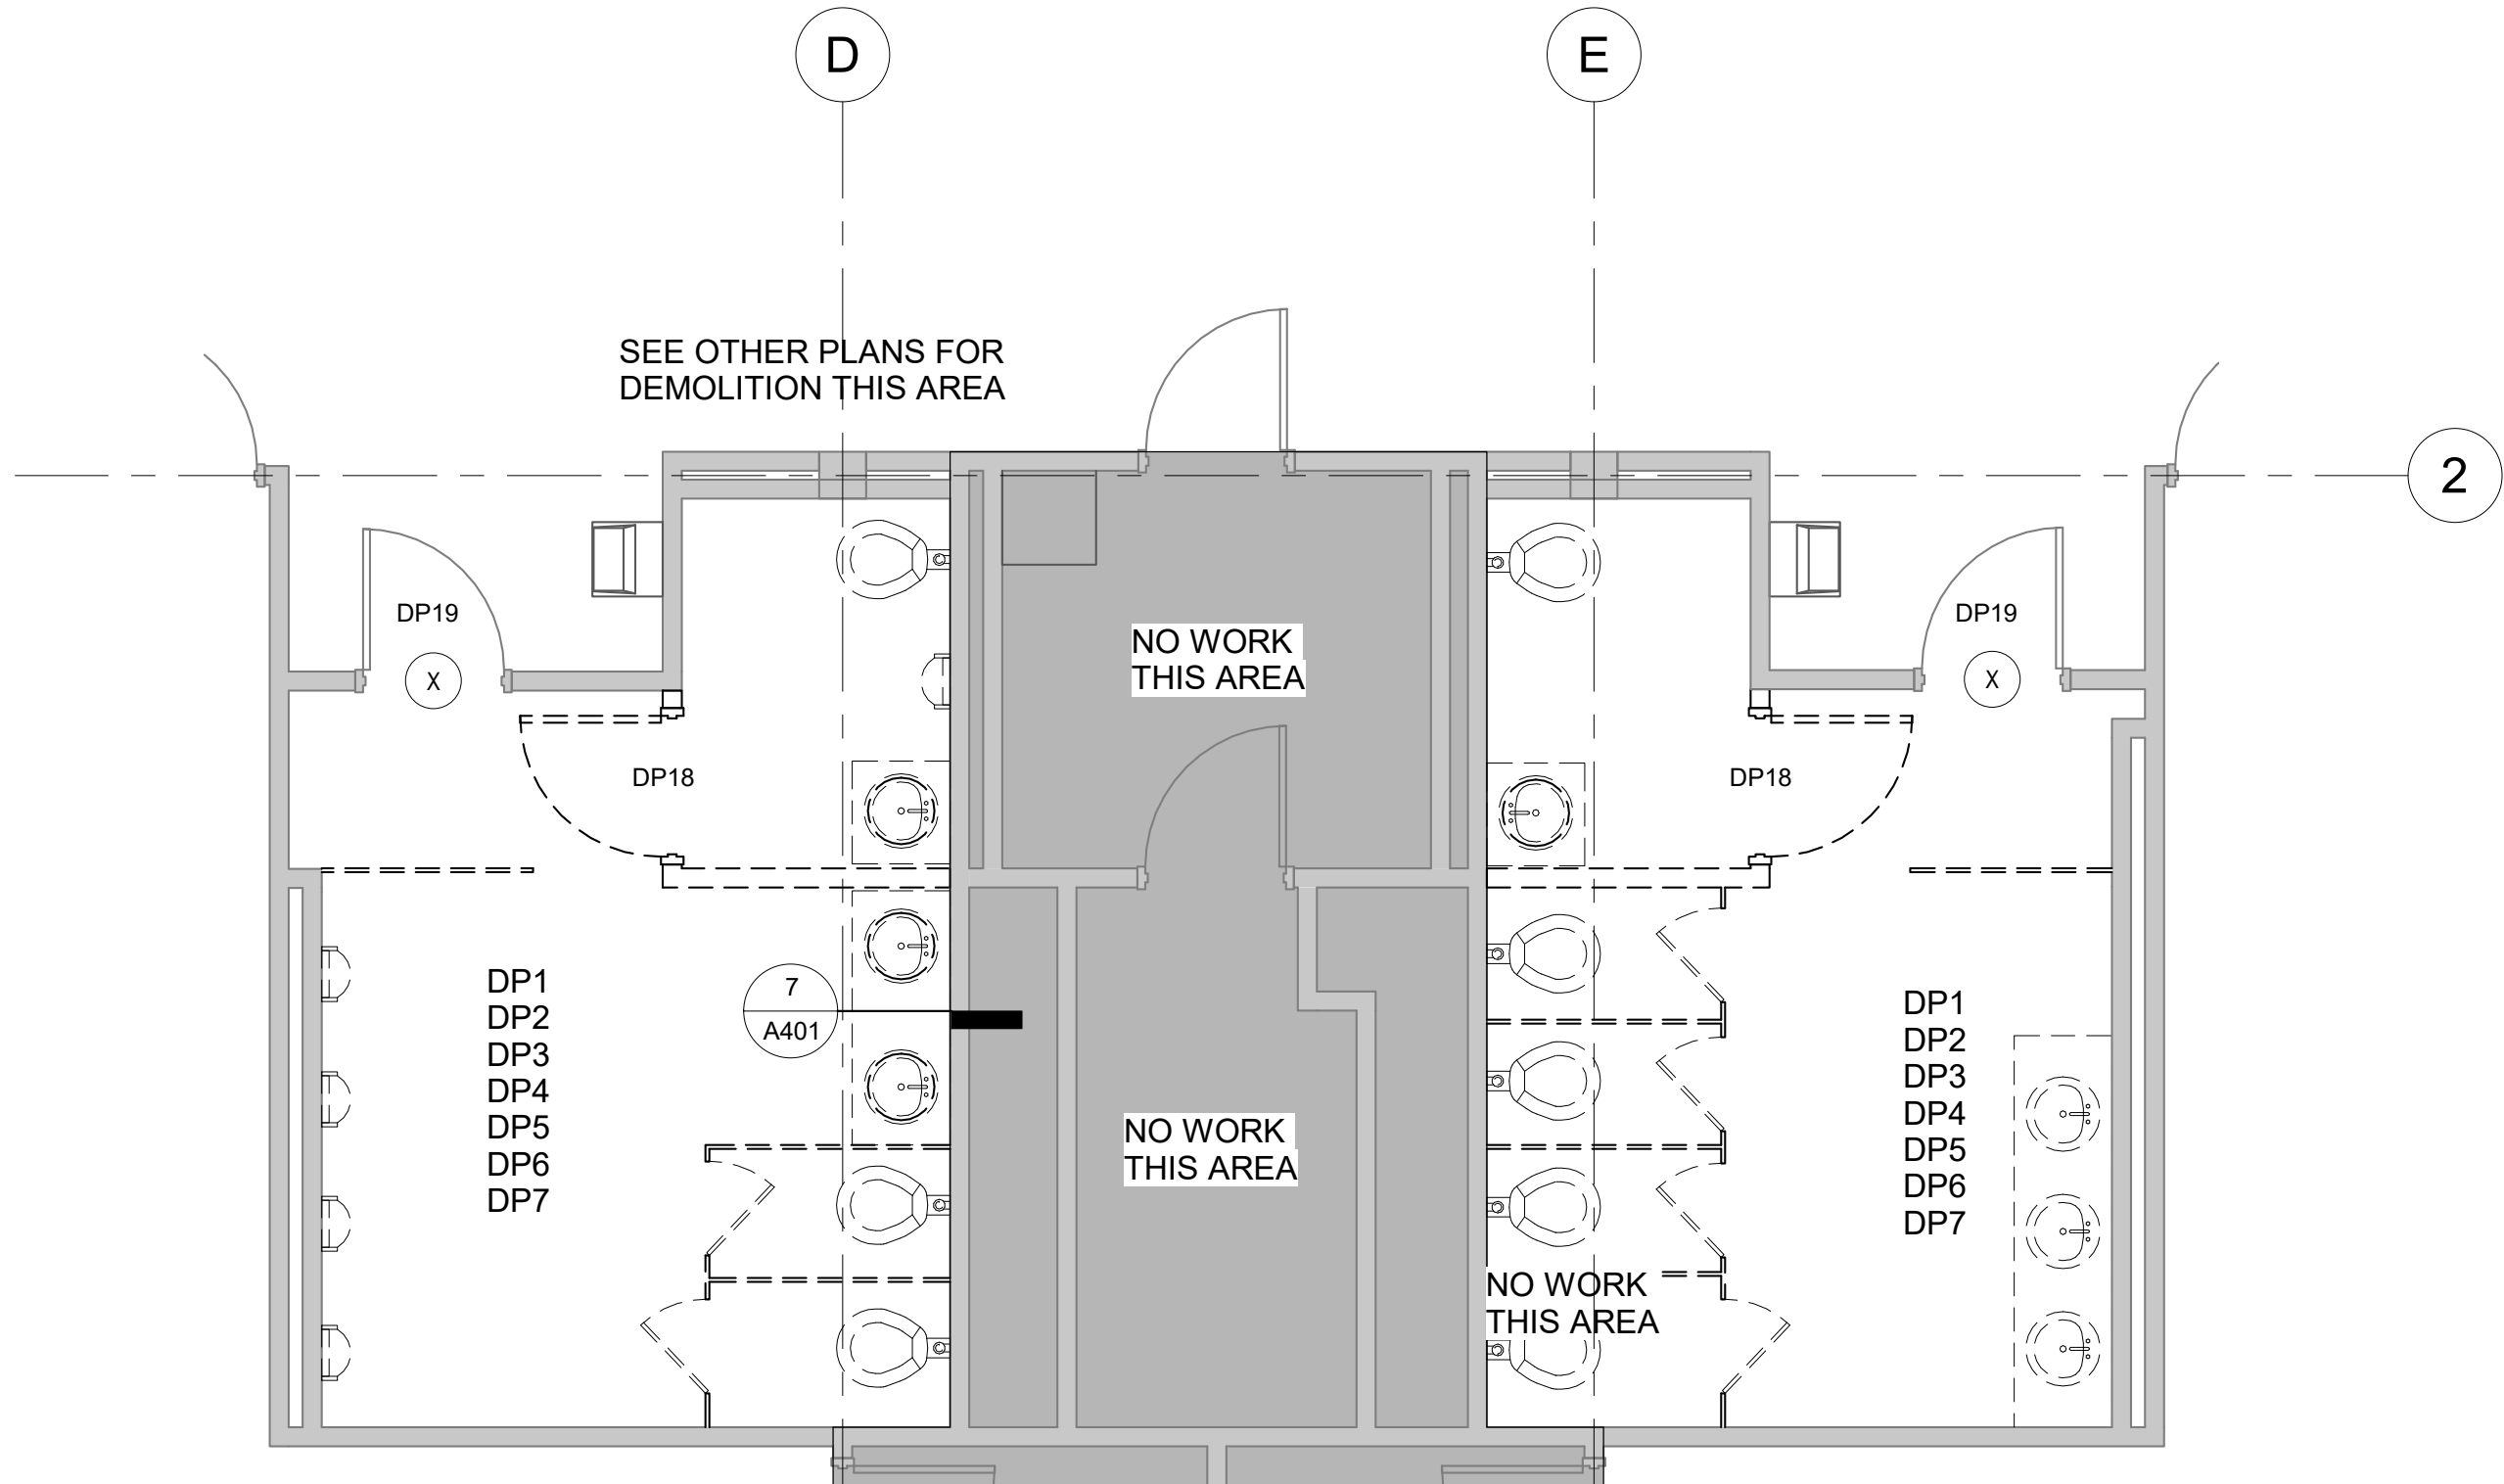 D
E
SEE OTHER PLANS FOR
DEMOLITION THIS AREA
2
DP19
X
NO WORK
THIS AREA
DP19
X
DP18
DP18
DP1
DP2
DP3
DP4
DP5
DP6
DP7
7
A401
NO WORK
THIS AREA
NO WORK
THIS AREA
DP1
DP2
DP3
DP4
DP5
DP6
DP7